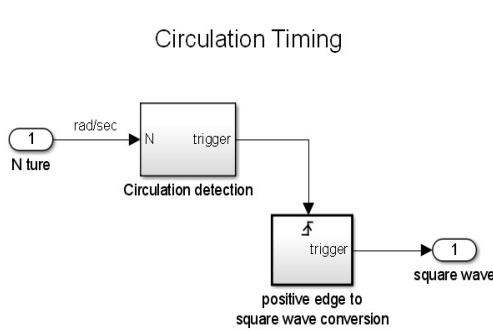 Circulation Timing
rad/sec
1
N
trigger
N ture
Circulation detection
trigger
1
square wave
positive edge to
square wave conversion